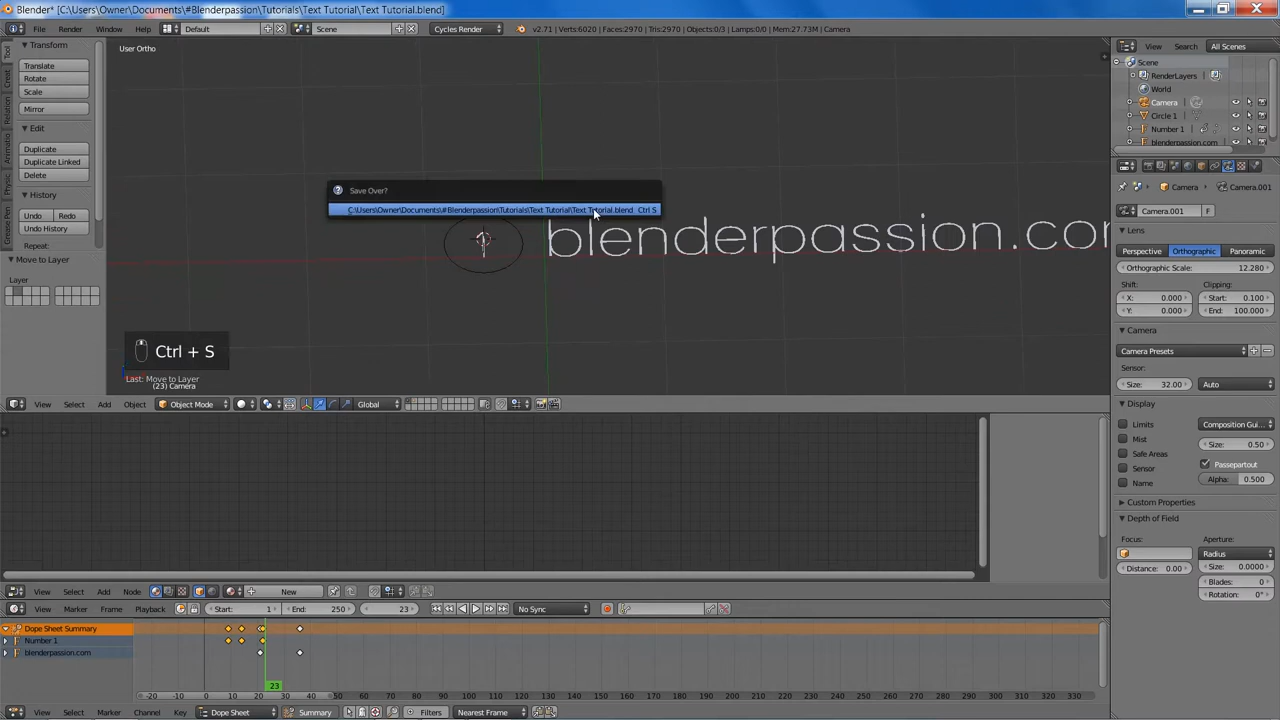 Blender* [C:\Users\Owner\Documents\#Blenderpassion\Tutorials\Text Tutorial\Text Tutorial.blend]
File Render Window Help Default Scene Cycles Render v2.71 | Verts:6020 | Faces:2970 | Tris:2970 | Objects:0/3 | Lamps:0/0 | Mem:27.73M | Camera View Search All Scenes
Transform
Translate
Rotate
Scale
Mirror
Edit
Duplicate
Duplicate Linked
Delete
History
Undo Redo
Undo History
Repeat:
Move to Layer
Layer
Tool
Creat
Relation
Animatio
Physic
Grease Pen
User Ortho
Save Over?
C:\Users\Owner\Documents\#Blenderpassion\Tutorials\Text Tutorial\Text Tutorial.blend Ctrl S
blenderpassion.com
Ctrl + S
Last: Move to Layer
(23) Camera
View Select Add Object Object Mode Global
Scene
RenderLayers
World
Camera
Circle 1
Number 1
blenderpassion.com
Camera Camera.001
Camera.001 F
Lens
Perspective Orthographic Panoramic
Orthographic Scale: 12.280
Shift: Clipping:
X: 0.000 Start: 0.100
Y: 0.000 End: 100.000
Camera
Camera Presets
Sensor:
Size: 32.00 Auto
Display
Limits Composition Gui...
Mist Size: 0.50
Safe Areas Passepartout
Sensor Alpha: 0.500
Name
Custom Properties
Depth of Field
Focus: Aperture:
Radius
Distance: 0.00 Size: 0.0000
Blades: 0
Rotation: 0°
View Select Add Node New
View Marker Frame Playback Start: 1 End: 250 23 No Sync
Dope Sheet Summary
Number 1
blenderpassion.com
23
-20 -10 0 10 20 30 40 50 60 70 80 90 100 110 120 130 140 150 160 170 180 190 200 210 220 230 240 250 260 270 280 290 300 310 320 330
View Select Marker Channel Key Dope Sheet Summary Filters Nearest Frame